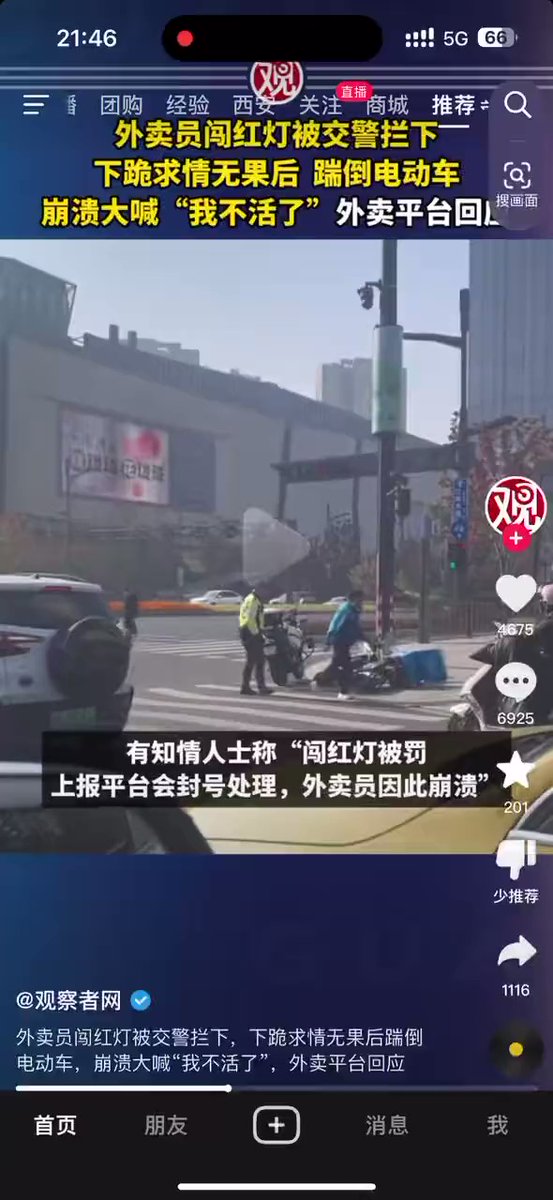 21:46
5G
66
观
直播
播 团购 经验 西安 关注 商城 推荐
外卖员闯红灯被交警拦下
下跪求情无果后 踹倒电动车
崩溃大喊“我不活了”外卖平台回应
搜画面
观
4675
6925
有知情人士称“闯红灯被罚
上报平台会封号处理，外卖员因此崩溃”
201
少推荐
1116
@观察者网
外卖员闯红灯被交警拦下，下跪求情无果后踹倒
电动车，崩溃大喊“我不活了”，外卖平台回应
首页 朋友 消息 我